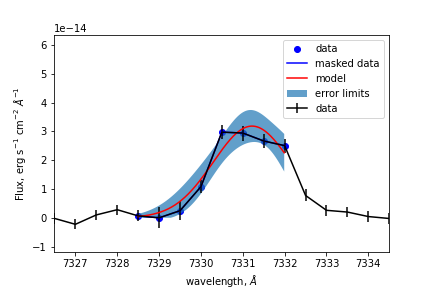 1e−14
6
5
4
3
2
1
0
−1
Flux, erg s⁻¹ cm⁻² Å⁻¹
data
masked data
model
error limits
data
7327 7328 7329 7330 7331 7332 7333 7334
wavelength, Å